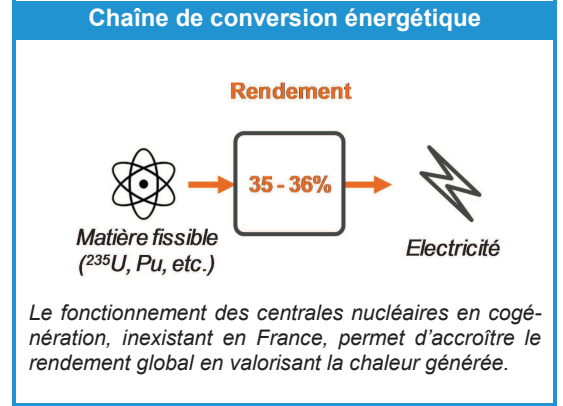 Chaîne de conversion énergétique
Rendement
35 - 36%
Matière fissible
(²³⁵U, Pu, etc.)
Electricité
Le fonctionnement des centrales nucléaires en cogé-
nération, inexistant en France, permet d’accroître le
rendement global en valorisant la chaleur générée.